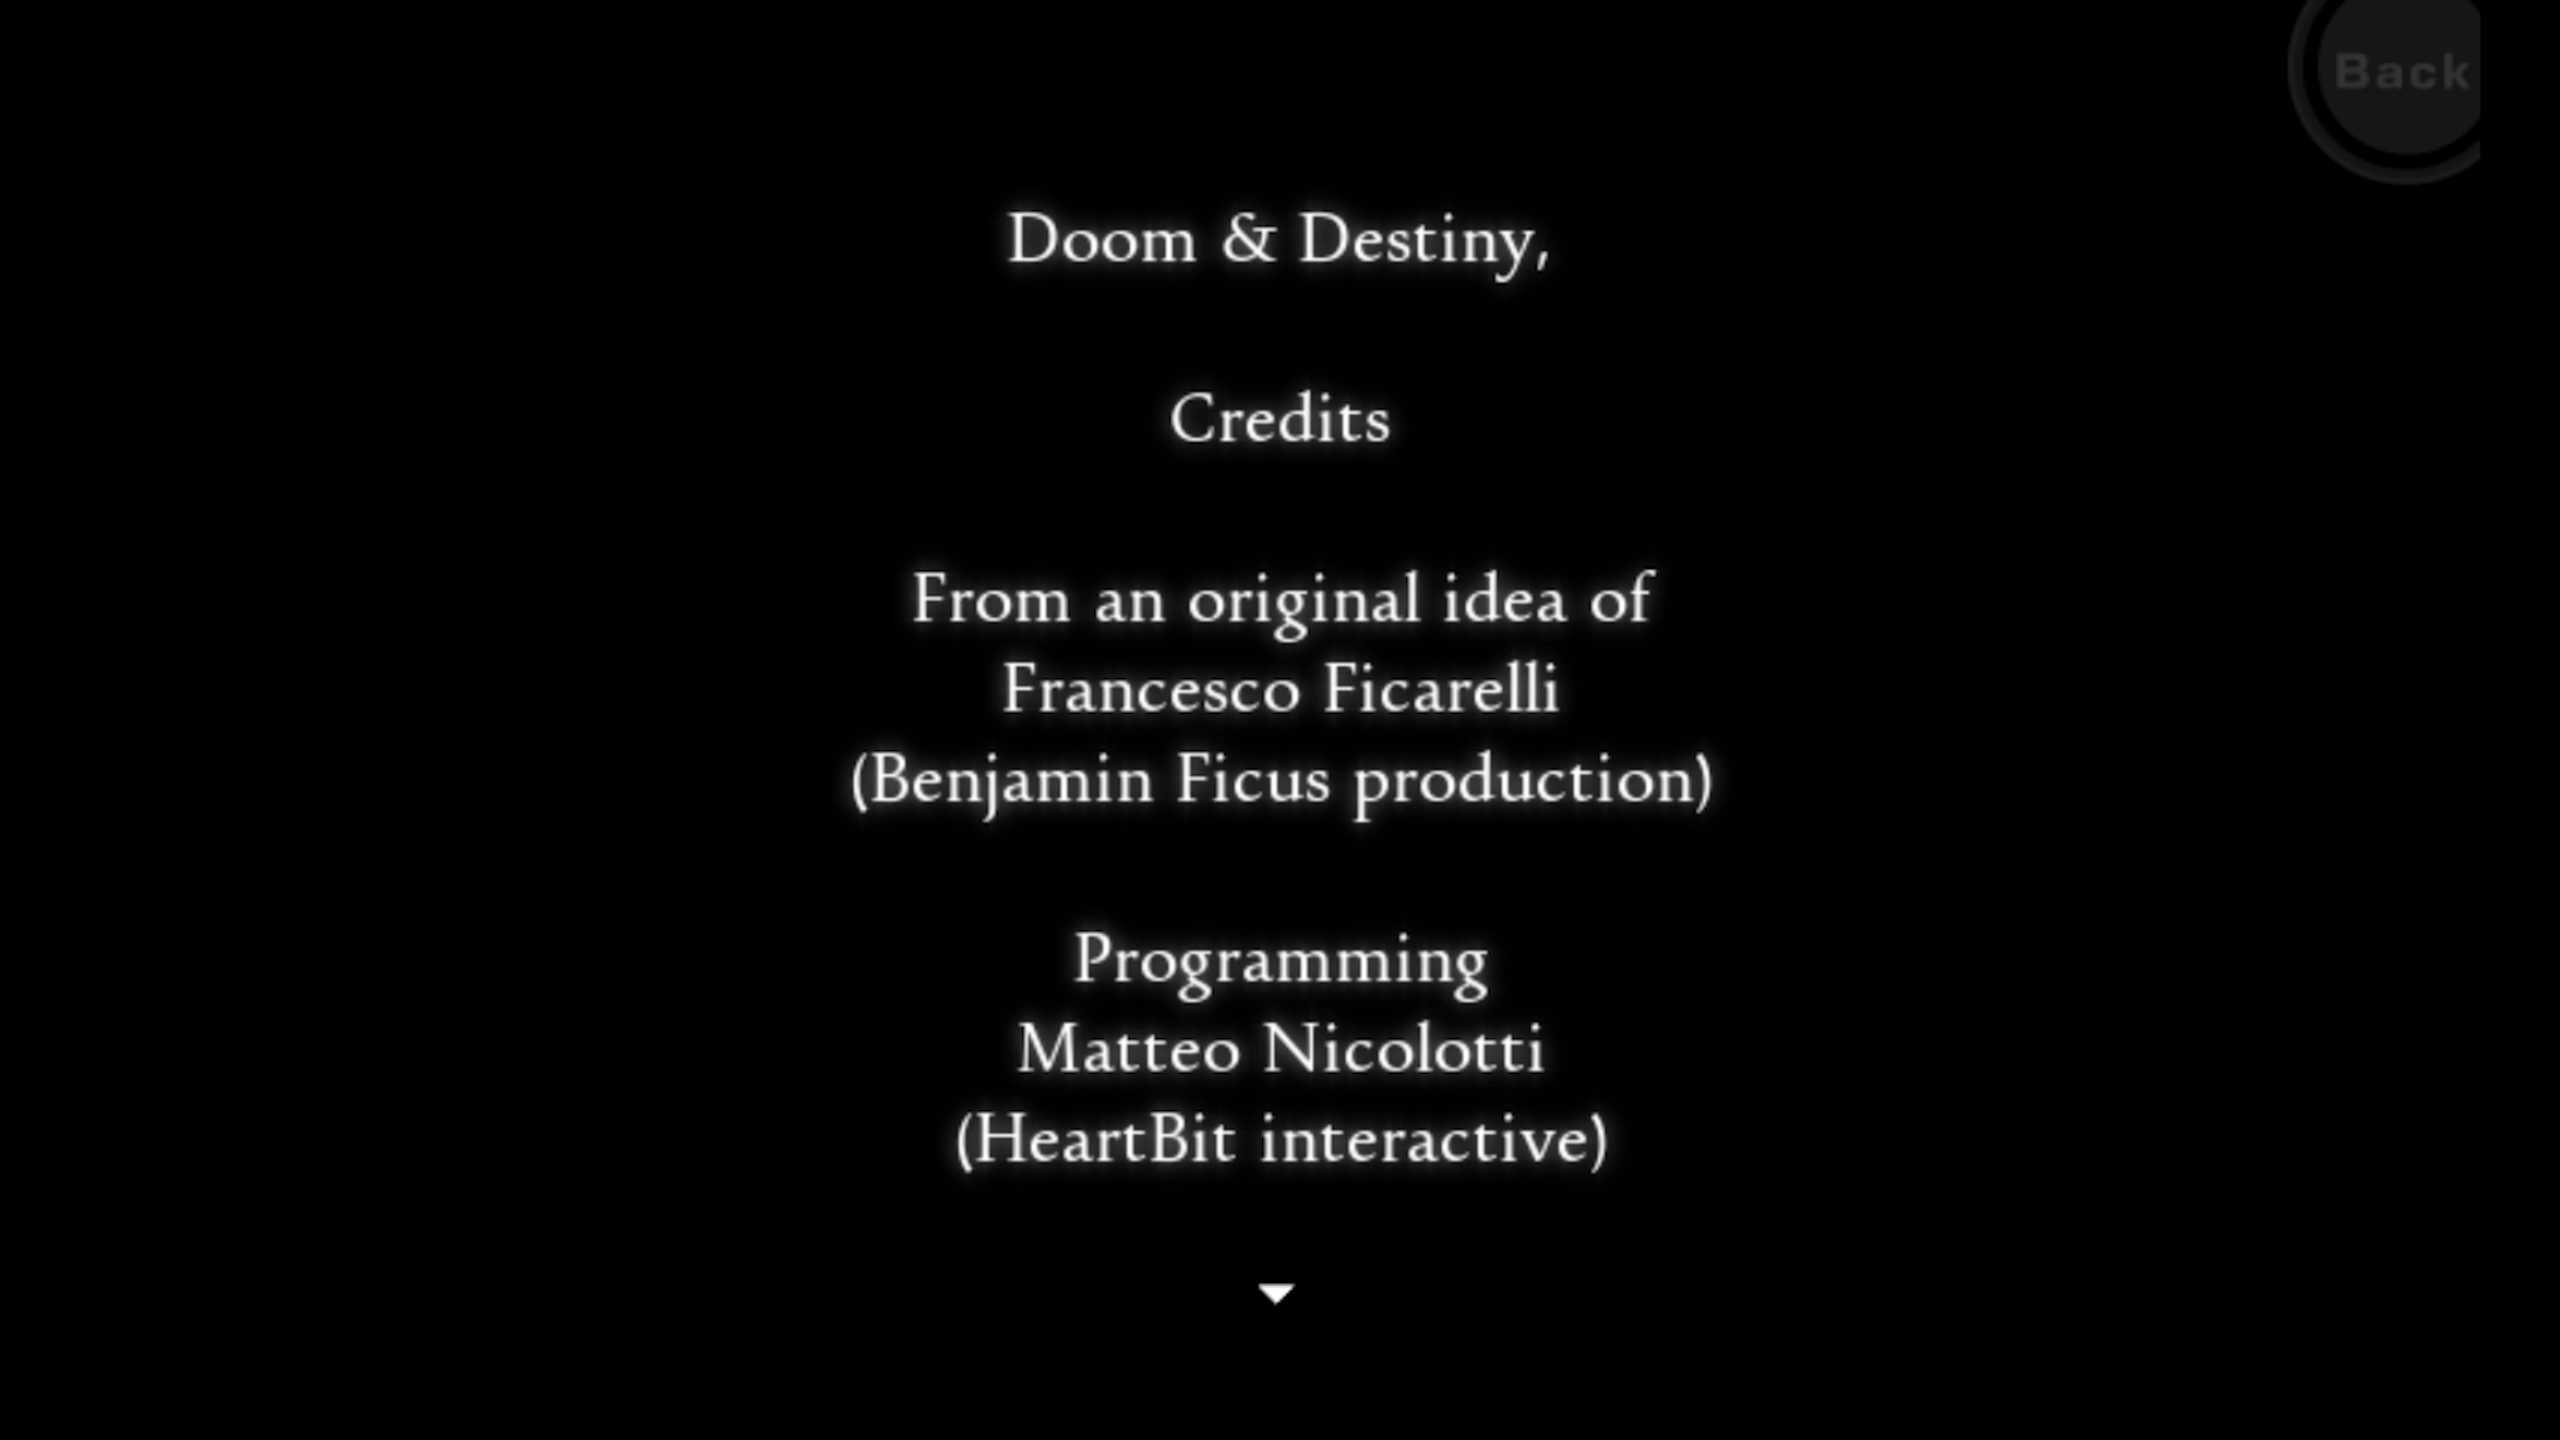 Back
Doom & Destiny,
Credits
From an original idea of
Francesco Ficarelli
(Benjamin Ficus production)
Programming
Matteo Nicolotti
(HeartBit interactive)